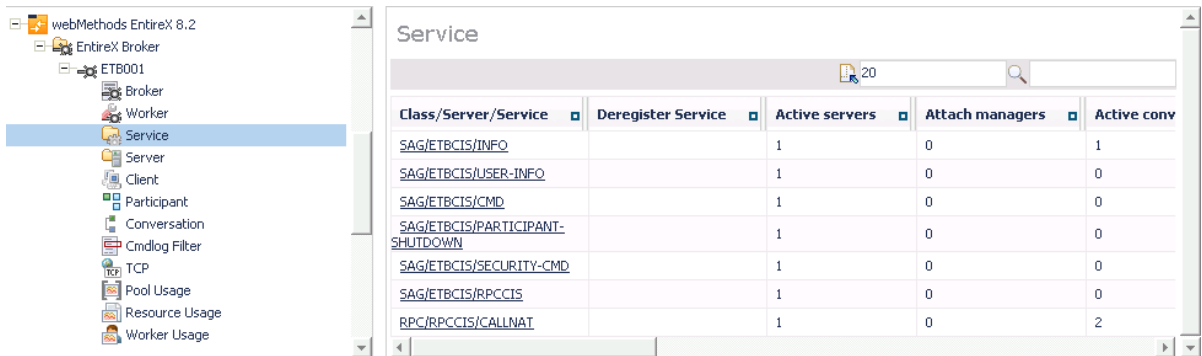 webMethods EntireX 8.2
EntireX Broker
ETB001
Broker
Worker
Service
Server
Client
Participant
Conversation
Cmdlog Filter
TCP
Pool Usage
Resource Usage
Worker Usage
Service
20
Class/Server/Service Deregister Service Active servers Attach managers Active conv
SAG/ETBCIS/INFO 1 0 1
SAG/ETBCIS/USER-INFO 1 0 0
SAG/ETBCIS/CMD 1 0 0
SAG/ETBCIS/PARTICIPANT-
SHUTDOWN 1 0 0
SAG/ETBCIS/SECURITY-CMD 1 0 0
SAG/ETBCIS/RPCCIS 1 0 0
RPC/RPCCIS/CALLNAT 1 0 2